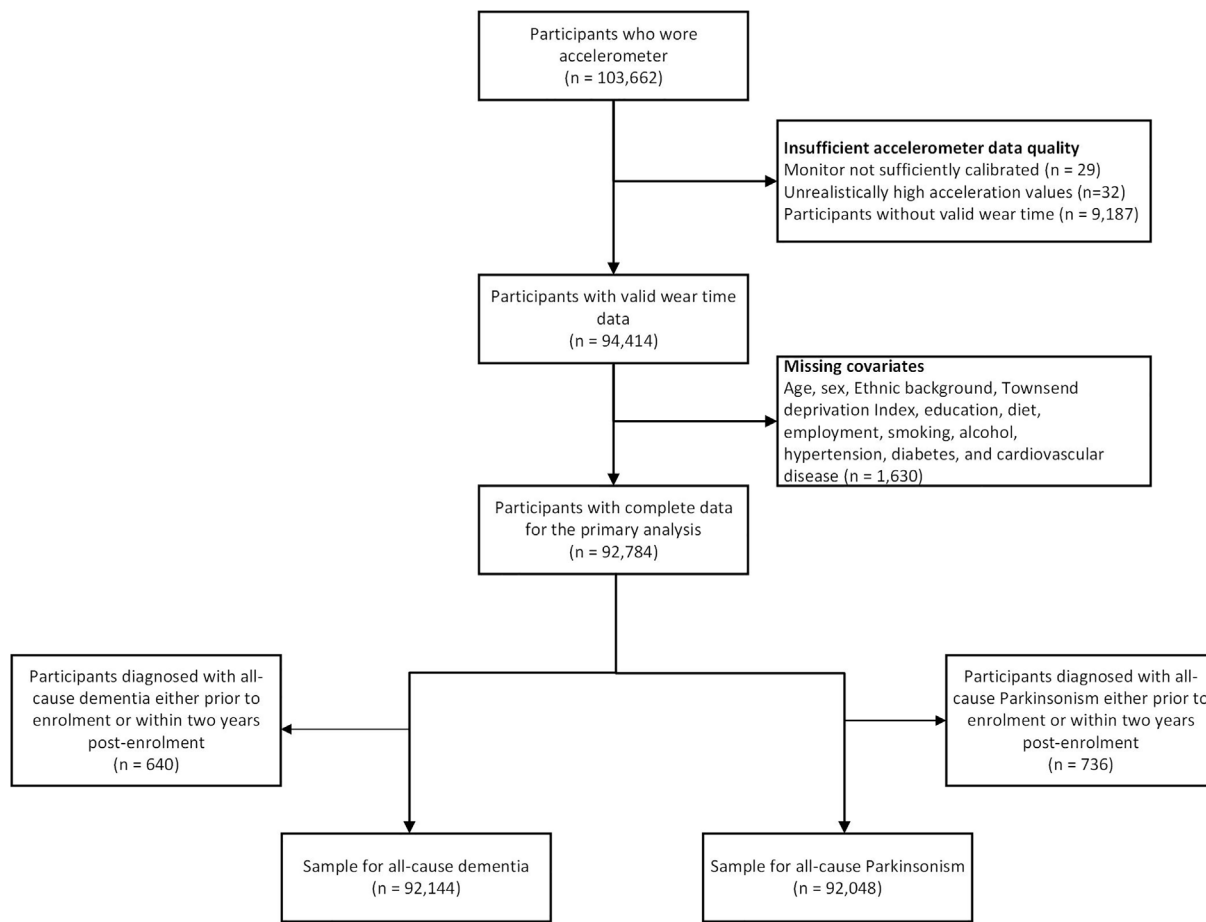 Participants who wore
accelerometer
(n = 103,662)
Insufficient accelerometer data quality
Monitor not sufficiently calibrated (n = 29)
Unrealistically high acceleration values (n=32)
Participants without valid wear time (n = 9,187)
Participants with valid wear time
data
(n = 94,414)
Missing covariates
Age, sex, Ethnic background, Townsend
deprivation Index, education, diet,
employment, smoking, alcohol,
hypertension, diabetes, and cardiovascular
disease (n = 1,630)
Participants with complete data
for the primary analysis
(n = 92,784)
Participants diagnosed with all-
cause dementia either prior to
enrolment or within two years
post-enrolment
(n = 640)
Participants diagnosed with all-
cause Parkinsonism either prior to
enrolment or within two years
post-enrolment
(n = 736)
Sample for all-cause dementia
(n = 92,144)
Sample for all-cause Parkinsonism
(n = 92,048)